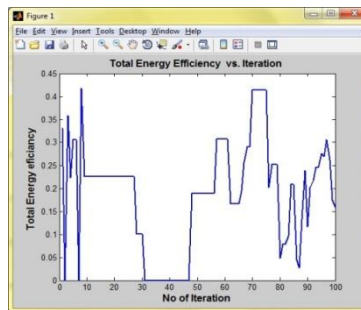 Figure 1
File Edit View Insert Tools Desktop Window Help
Total Energy Efficiency vs. Iteration
Total Energy eficiancy
0.45
0.4
0.35
0.3
0.25
0.2
0.15
0.1
0.05
0
0 10 20 30 40 50 60 70 80 90 100
No of Iteration